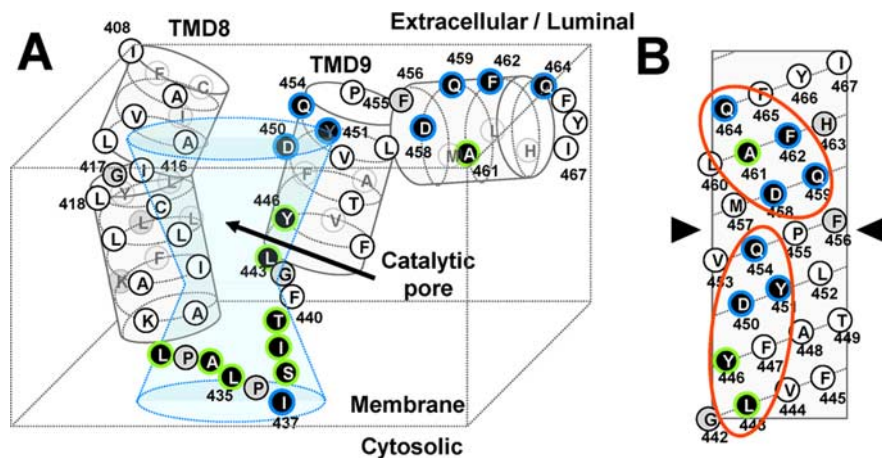 A
TMD8
Extracellular / Luminal
408
I
F
C
A
V
I
L
A
417
G
I
416
418
L
Y
L
C
L
L
L
L
F
I
K
A
K
A
TMD9
454
Q
P
455
456
F
459
Q
462
F
464
Q
F
Y
I
467
450
D
Y
451
V
L
D
458
M
A
461
L
H
F
A
T
446
Y
V
F
443
L
G
F
440
T
I
S
I
437
L
P
A
L
435
P
Catalytic
pore
Membrane
Cytosolic
B
I
467
Y
466
F
465
Q
464
H
463
F
462
A
461
L
460
Q
459
D
458
M
457
F
456
P
455
Q
454
V
453
L
452
Y
451
D
450
T
449
A
448
F
447
Y
446
F
445
V
444
L
443
G
442